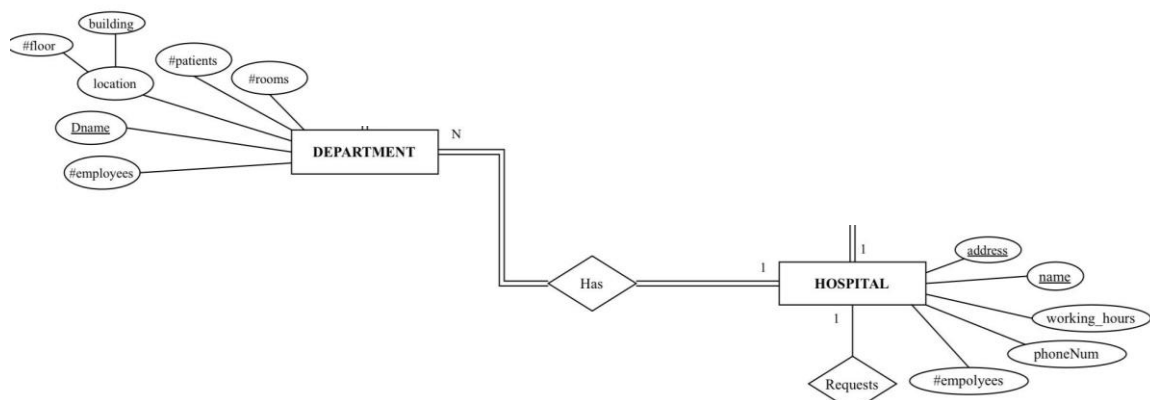 building
#floor
#patients
location
#rooms
Dname
N
DEPARTMENT
#employees
1
address
1
name
HOSPITAL
Has
working_hours
1
phoneNum
Requests
#empolyees